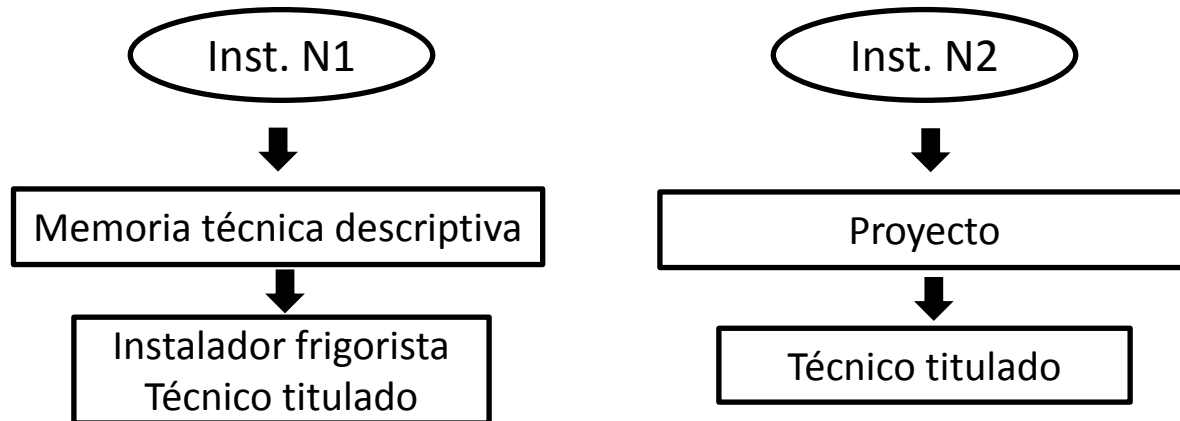 Inst. N1
Memoria técnica descriptiva
Instalador frigorista
Técnico titulado
Inst. N2
Proyecto
Técnico titulado